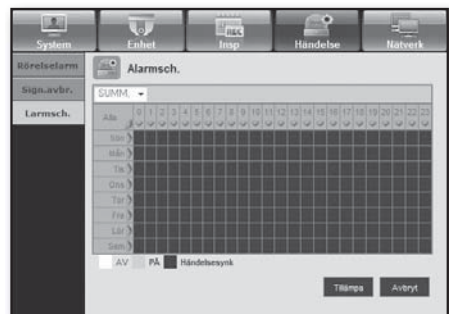 System Enhet Insp Händelse Nätverk
REC
Rörelselarm
Sign.avbr.
Larmsch.
Alarmsch.
SUMM.
Alla 0 1 2 3 4 5 6 7 8 9 10 11 12 13 14 15 16 17 18 19 20 21 22 23
Sön
Mån
Tis
Ons
Tor
Fre
Lör
Sem
AV PÅ Händelsesynk
Tillämpa Avbryt